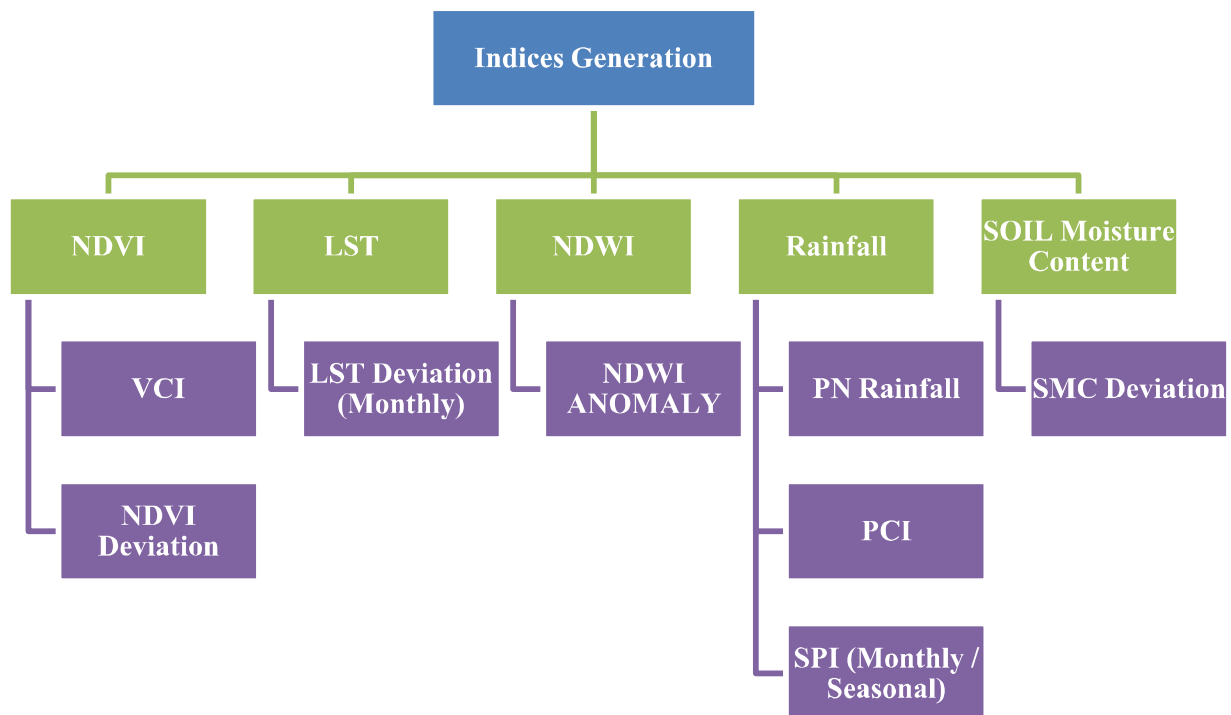 Indices Generation
NDVI
LST
NDWI
Rainfall
SOIL Moisture
Content
VCI
LST Deviation
(Monthly)
NDWI
ANOMALY
PN Rainfall
SMC Deviation
NDVI
Deviation
PCI
SPI (Monthly /
Seasonal)